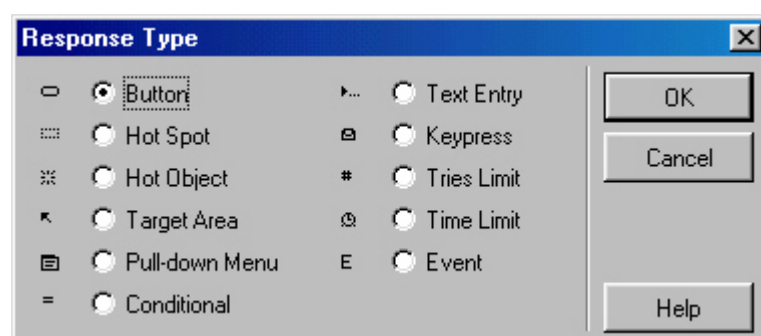 Response Type
Button
Hot Spot
Hot Object
Target Area
Pull-down Menu
= Conditional
Text Entry
Keypress
# Tries Limit
Time Limit
E Event
OK
Cancel
Help